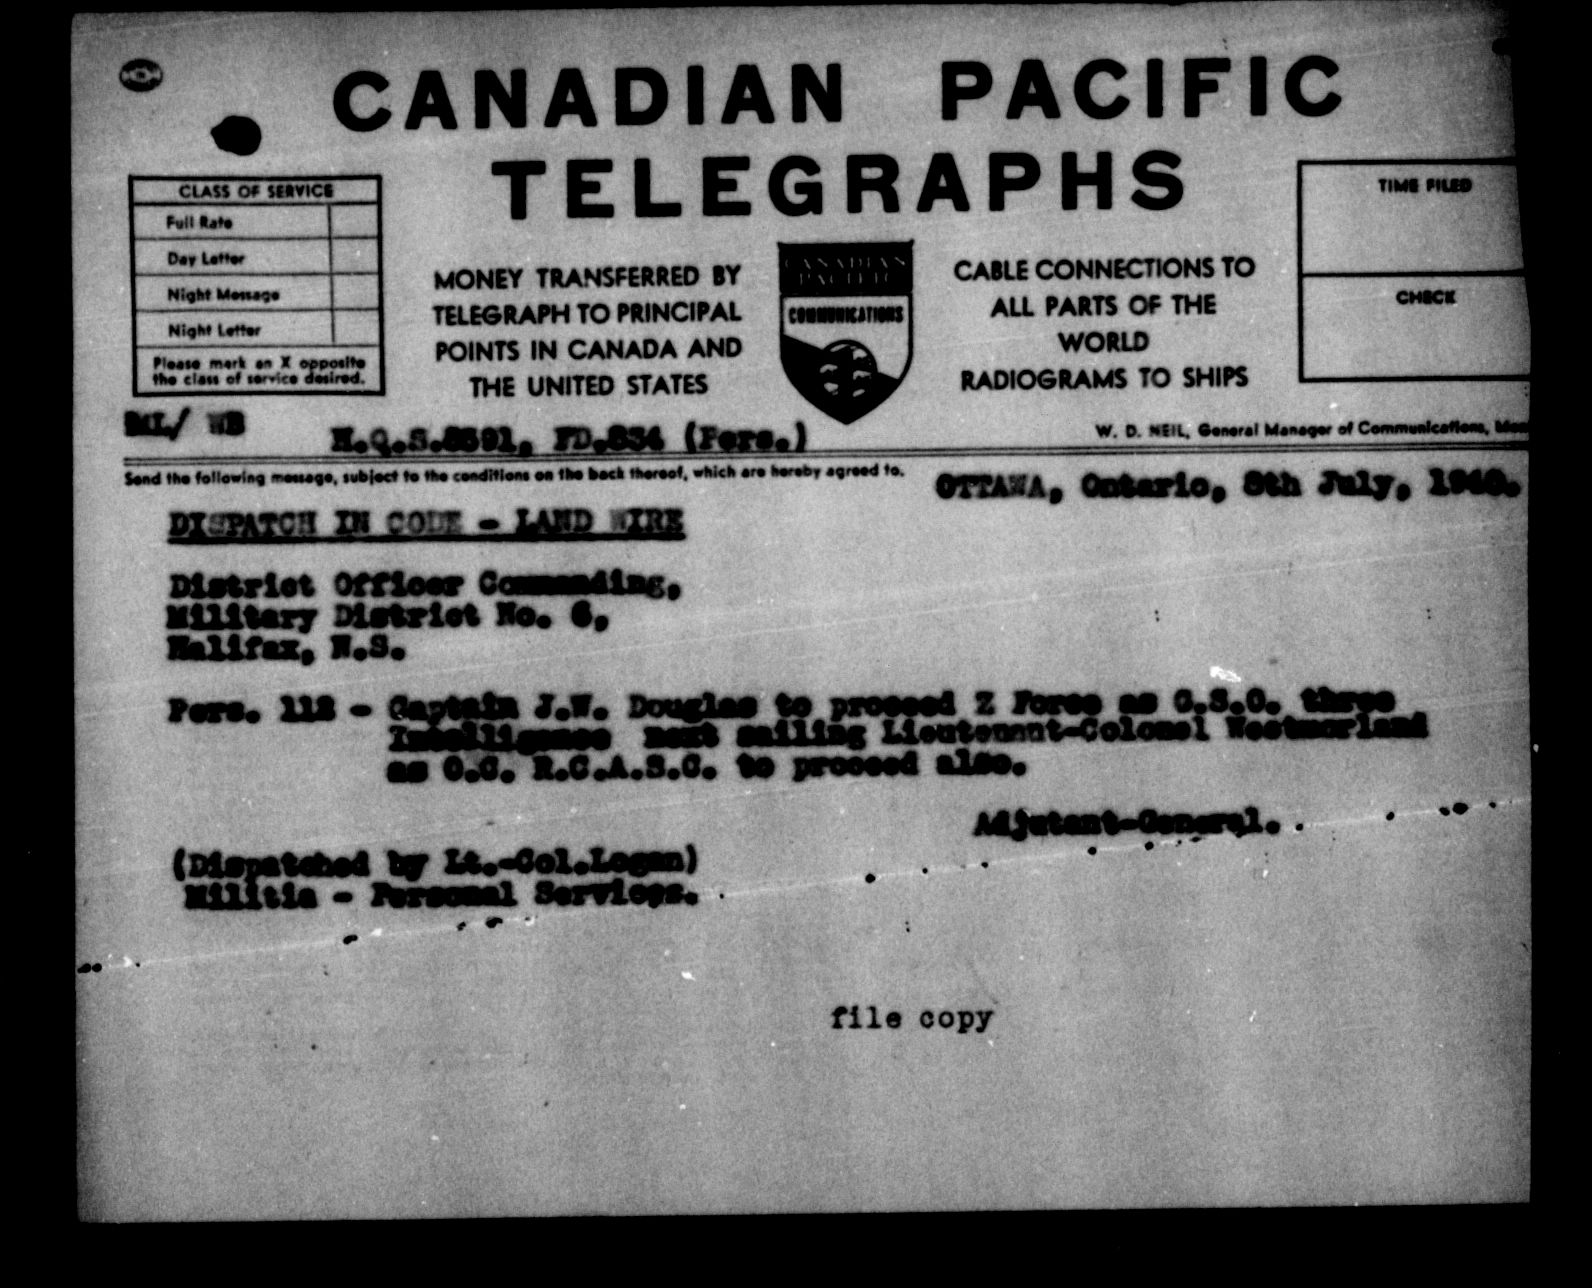 CANADIAN PACIFIC
TELEGRAPHS
CLASS OF SERVICE
Full Rate
Day Letter
Night Message
Night Letter
Please mark an X opposite
the class of service desired.
MONEY TRANSFERRED BY
TELEGRAPH TO PRINCIPAL
POINTS IN CANADA AND
THE UNITED STATES
CANADIAN
PACIFIC
COMMUNICATIONS
CABLE CONNECTIONS TO
ALL PARTS OF THE
WORLD
RADIOGRAMS TO SHIPS
TIME FILED
CHECK
W. D. NEIL, General Manager of Communications,
H.Q.S.8591, FD.834 (Pers.)
Send the following message, subject to the conditions on the back thereof, which are hereby agreed to.
OTTAWA, Ontario, 8th July, 1940.
DISPATCH IN CODE - LAND WIRE
District Officer Commanding,
Military District No. 6,
Halifax, N.S.
Pers. 112 - Captain J.W. Douglas to proceed Z Force as G.S.O. three
Intelligence next sailing Lieutenant-Colonel Westmorland
as O.C. R.C.A.S.C. to proceed also.
Adjutant-General.
(Dispatched by Lt.-Col.Logan)
Militia - Personal Services.
file copy